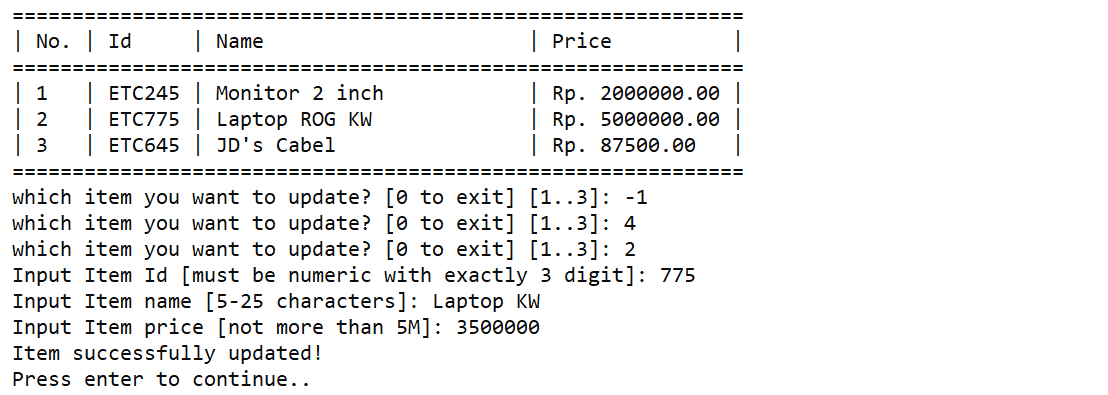 =============================================================
| No. | Id     | Name                      | Price          |
=============================================================
| 1   | ETC245 | Monitor 2 inch            | Rp. 2000000.00 |
| 2   | ETC775 | Laptop ROG KW             | Rp. 5000000.00 |
| 3   | ETC645 | JD's Cabel                | Rp. 87500.00   |
=============================================================
which item you want to update? [0 to exit] [1..3]: -1
which item you want to update? [0 to exit] [1..3]: 4
which item you want to update? [0 to exit] [1..3]: 2
Input Item Id [must be numeric with exactly 3 digit]: 775
Input Item name [5-25 characters]: Laptop KW
Input Item price [not more than 5M]: 3500000
Item successfully updated!
Press enter to continue..